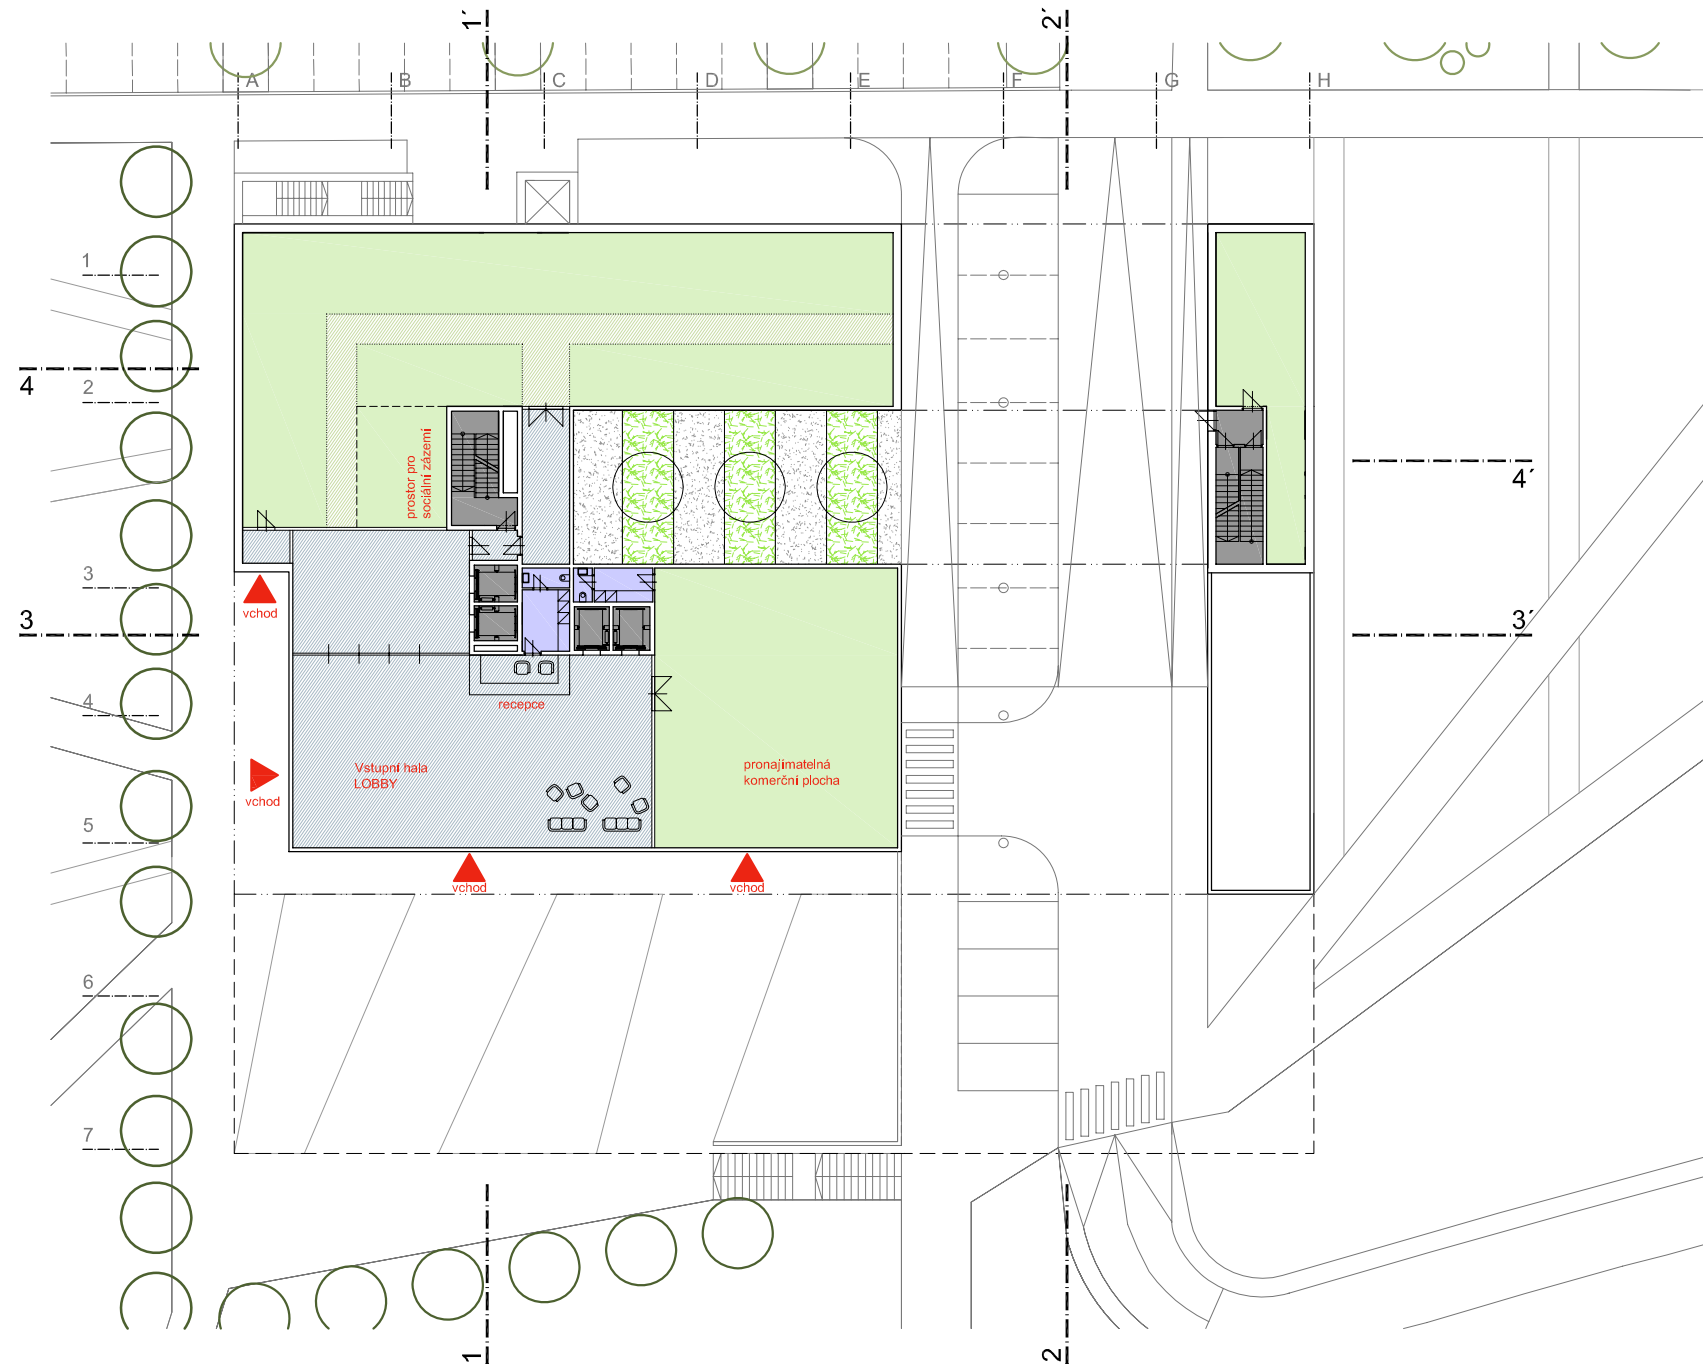 1´
2´
A
B
C
D
E
F
G
H
1
4
2
prostor pro
sociální zázemí
4´
3
vchod
3
3´
4
recepce
Vstupní hala
LOBBY
pronajímatelná
komerční plocha
vchod
5
vchod
vchod
6
7
1
2